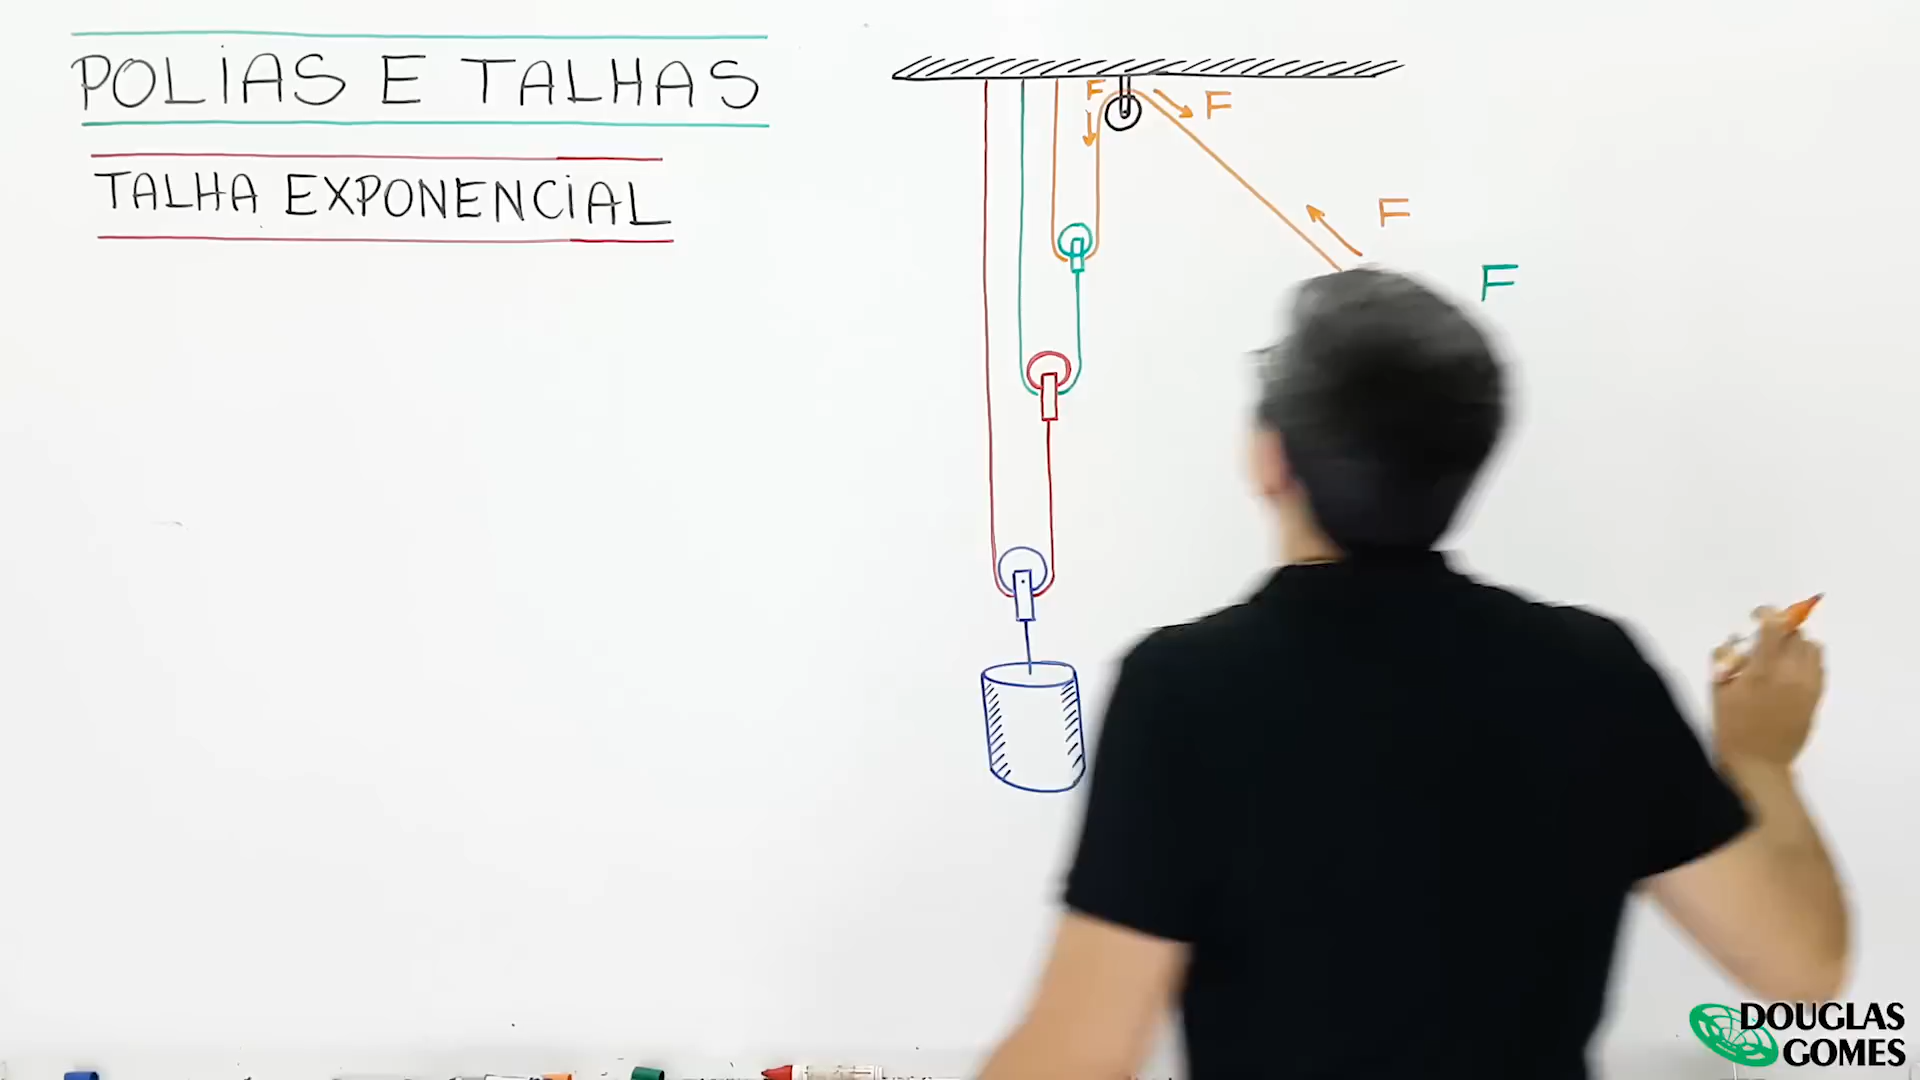 POLIAS E TALHAS
TALHA EXPONENCIAL
F
F
F
F
DOUGLAS
GOMES